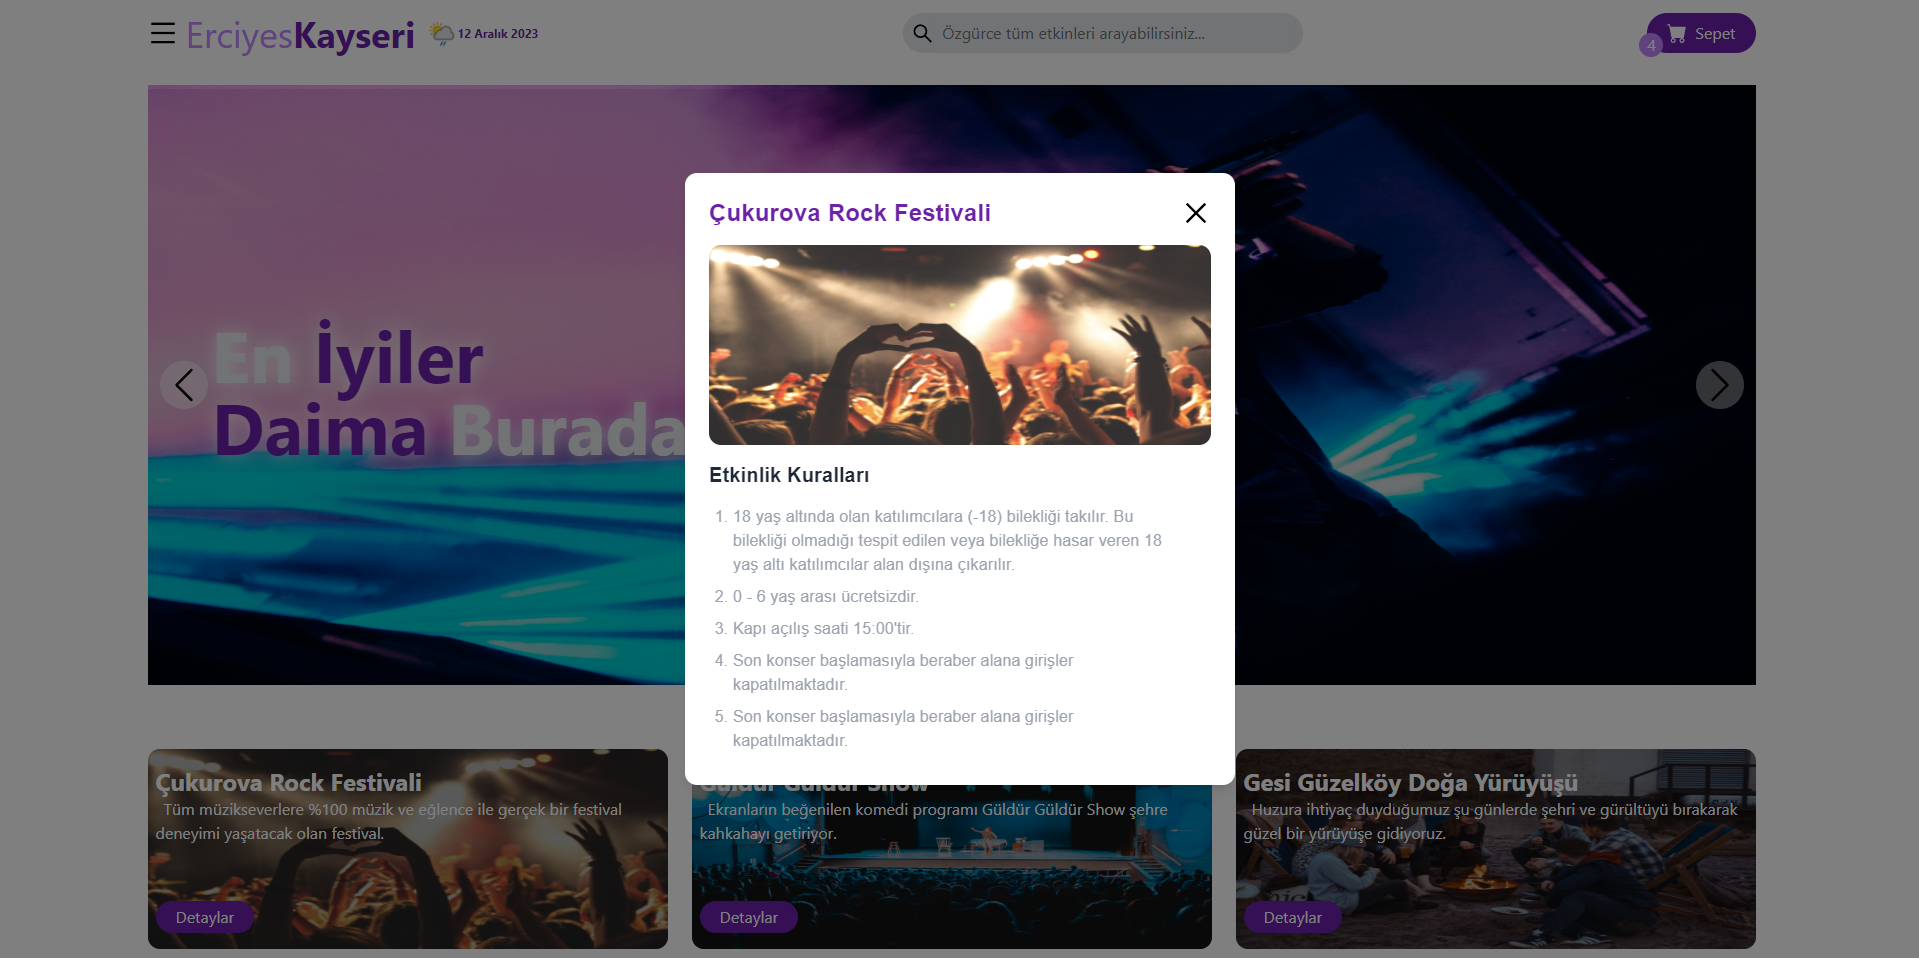 ErciyesKayseri
12 Aralık 2023
Özgürce tüm etkinleri arayabilirsiniz...
4
Sepet
En İyiler
Daima Burada
Çukurova Rock Festivali
Etkinlik Kuralları
1. 18 yaş altında olan katılımcılara (-18) bilekliği takılır. Bu
bilekliği olmadığı tespit edilen veya bilekliğe hasar veren 18
yaş altı katılımcılar alan dışına çıkarılır.
2. 0 - 6 yaş arası ücretsizdir.
3. Kapı açılış saati 15:00'tir.
4. Son konser başlamasıyla beraber alana girişler
kapatılmaktadır.
5. Son konser başlamasıyla beraber alana girişler
kapatılmaktadır.
Çukurova Rock Festivali
Tüm müzikseverlere %100 müzik ve eğlence ile gerçek bir festival
deneyimi yaşatacak olan festival.
Detaylar
Güldür Güldür Show
Ekranların beğenilen komedi programı Güldür Güldür Show şehre
kahkahayı getiriyor.
Detaylar
Gesi Güzelköy Doğa Yürüyüşü
Huzura ihtiyaç duyduğumuz şu günlerde şehri ve gürültüyü bırakarak
güzel bir yürüyüşe gidiyoruz.
Detaylar